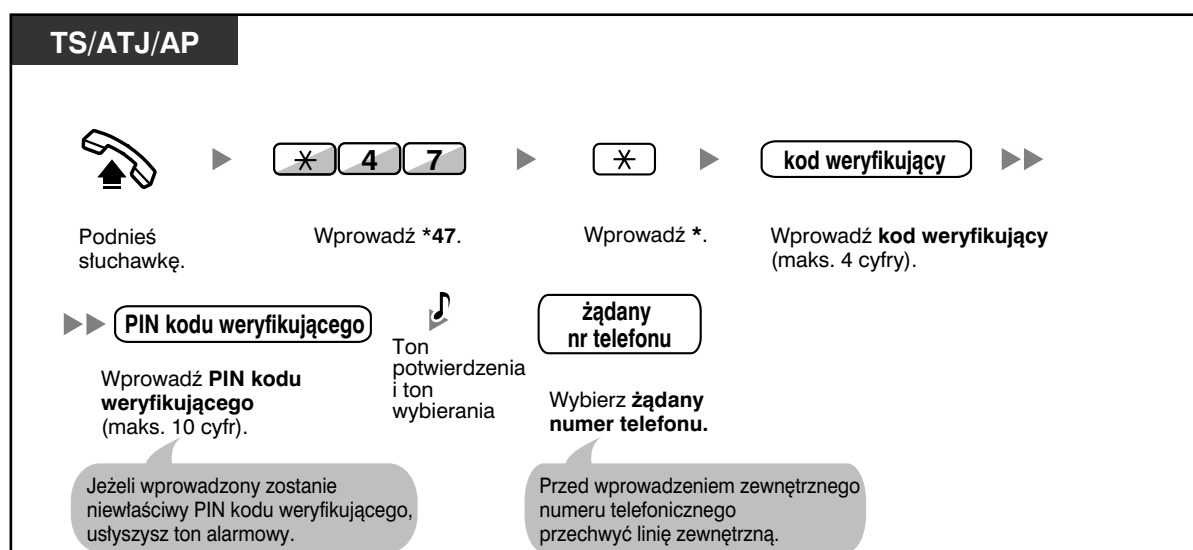 TS/ATJ/AP
* 4 7
*
kod weryfikujący
Podnieś
słuchawkę.
Wprowadź *47.
Wprowadź *.
Wprowadź kod weryfikujący
(maks. 4 cyfry).
PIN kodu weryfikującego
Wprowadź PIN kodu
weryfikującego
(maks. 10 cyfr).
Ton
potwierdzenia
i ton
wybierania
żądany
nr telefonu
Wybierz żądany
numer telefonu.
Jeżeli wprowadzony zostanie
niewłaściwy PIN kodu weryfikującego,
usłyszysz ton alarmowy.
Przed wprowadzeniem zewnętrznego
numeru telefonicznego
przechwyć linię zewnętrzną.